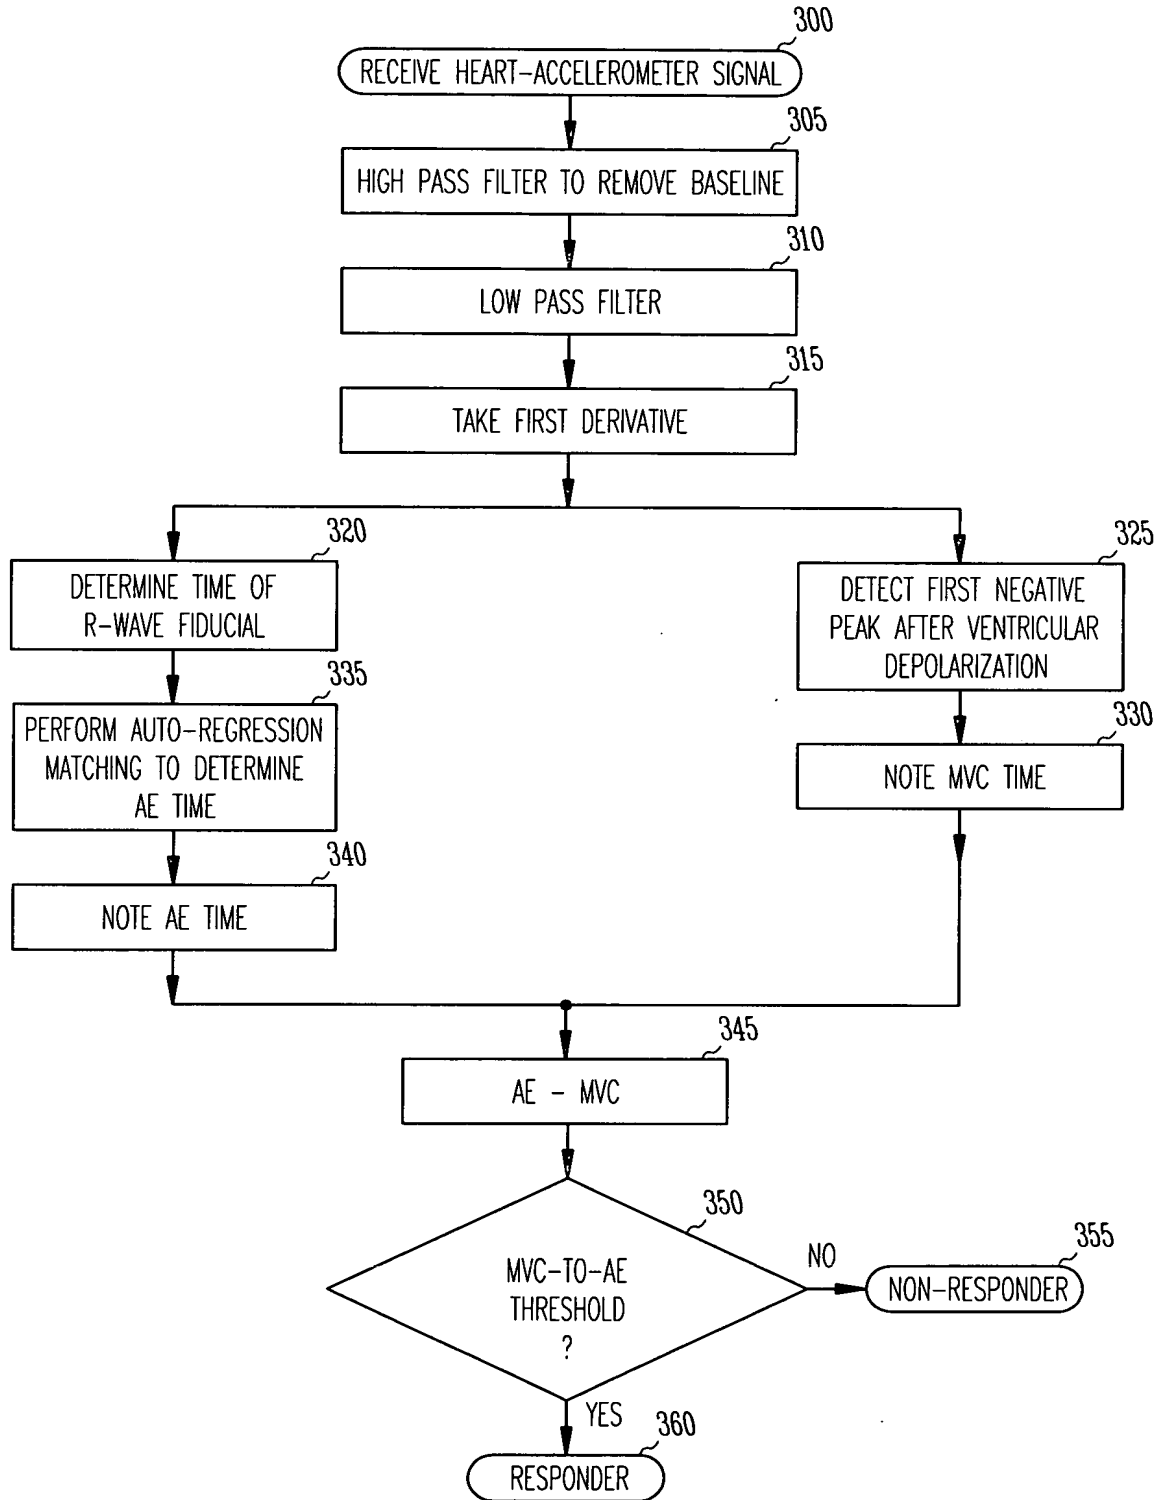 300
RECEIVE HEART-ACCELEROMETER SIGNAL
305
HIGH PASS FILTER TO REMOVE BASELINE
310
LOW PASS FILTER
315
TAKE FIRST DERIVATIVE
320
DETERMINE TIME OF
R-WAVE FIDUCIAL
335
PERFORM AUTO-REGRESSION
MATCHING TO DETERMINE
AE TIME
340
NOTE AE TIME
325
DETECT FIRST NEGATIVE
PEAK AFTER VENTRICULAR
DEPOLARIZATION
330
NOTE MVC TIME
345
AE - MVC
350
MVC-TO-AE
THRESHOLD
?
NO
355
NON-RESPONDER
YES
360
RESPONDER